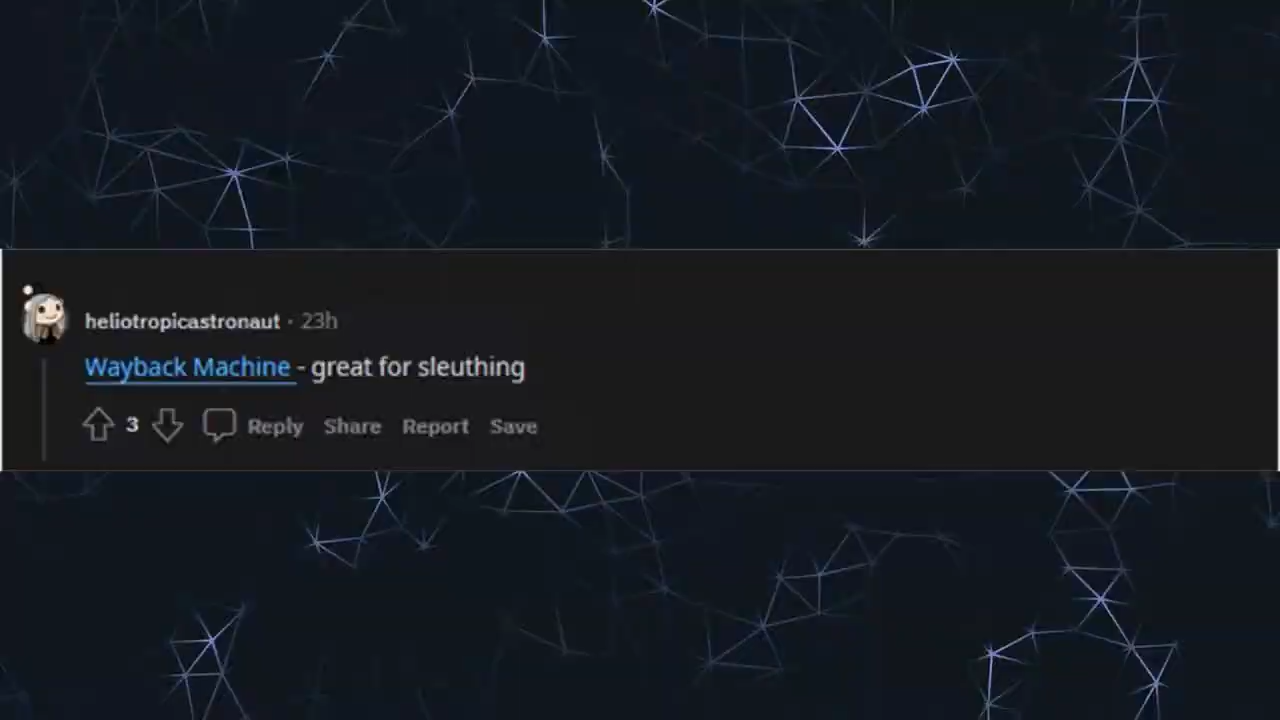 heliotropicastronaut · 23h
Wayback Machine - great for sleuthing
3 Reply Share Report Save